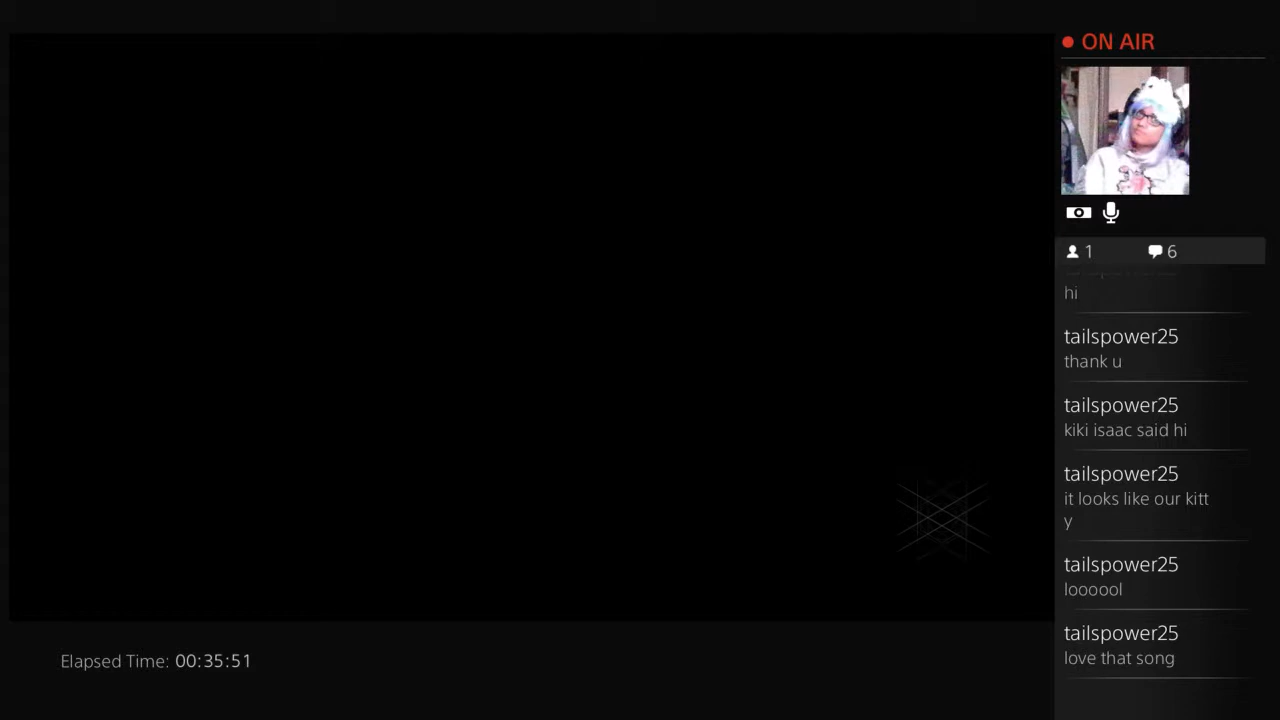 ON AIR
1 6
hi
tailspower25
thank u
tailspower25
kiki isaac said hi
tailspower25
it looks like our kitt
y
tailspower25
loooool
tailspower25
love that song
Elapsed Time: 00:35:51